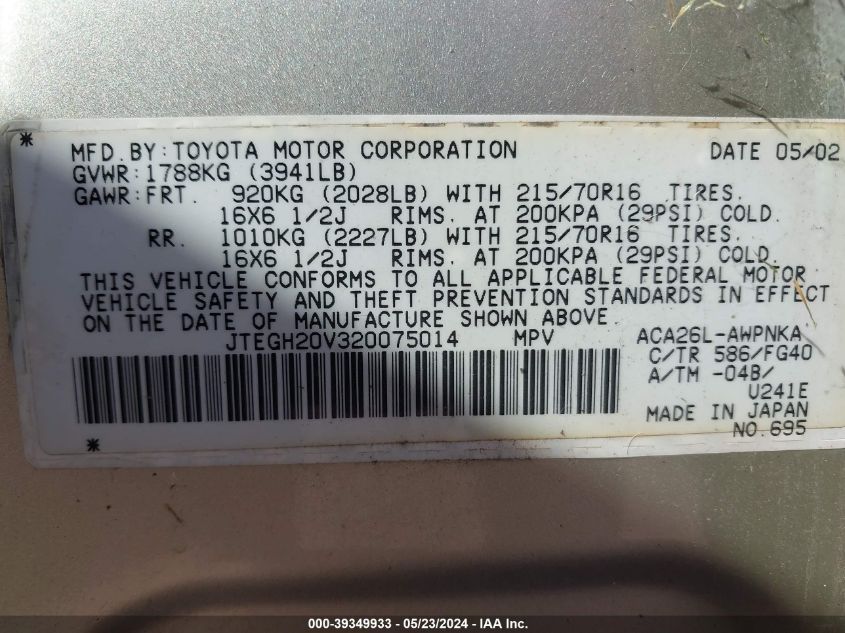 MFD.BY:TOYOTA MOTOR CORPORATION DATE 05/02
GVWR:1788KG (3941LB)
GAWR:FRT. 920KG (2028LB) WITH 215/70R16 TIRES.
16X6 1/2J RIMS. AT 200KPA (29PSI) COLD.
RR. 1010KG (2227LB) WITH 215/70R16 TIRES.
16X6 1/2J RIMS. AT 200KPA (29PSI) COLD.
THIS VEHICLE CONFORMS TO ALL APPLICABLE FEDERAL MOTOR
VEHICLE SAFETY AND THEFT PREVENTION STANDARDS IN EFFECT
ON THE DATE OF MANUFACTURE SHOWN ABOVE
JTEGH20V320075014 MPV ACA26L-AWPNKA
C/TR 586/FG40
A/TM -04B/
U241E
MADE IN JAPAN
NO.695
000-39349933 - 05/23/2024 - IAA Inc.